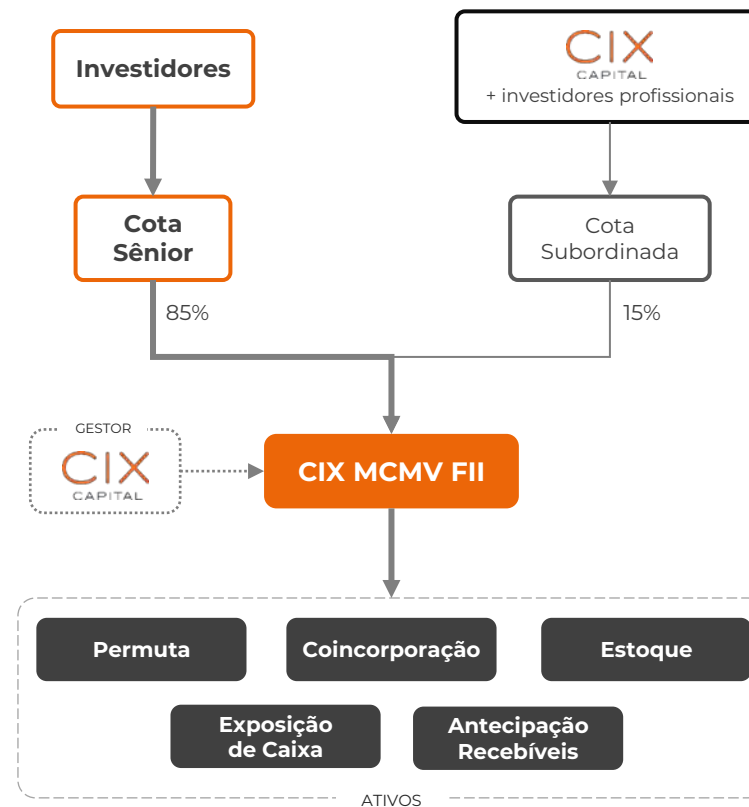 Investidores
CIX
CAPITAL
+ investidores profissionais
Cota
Sênior
Cota
Subordinada
85%
15%
GESTOR
CIX
CAPITAL
CIX MCMV FII
Permuta
Coincorporação
Estoque
Exposição
de Caixa
Antecipação
Recebíveis
ATIVOS